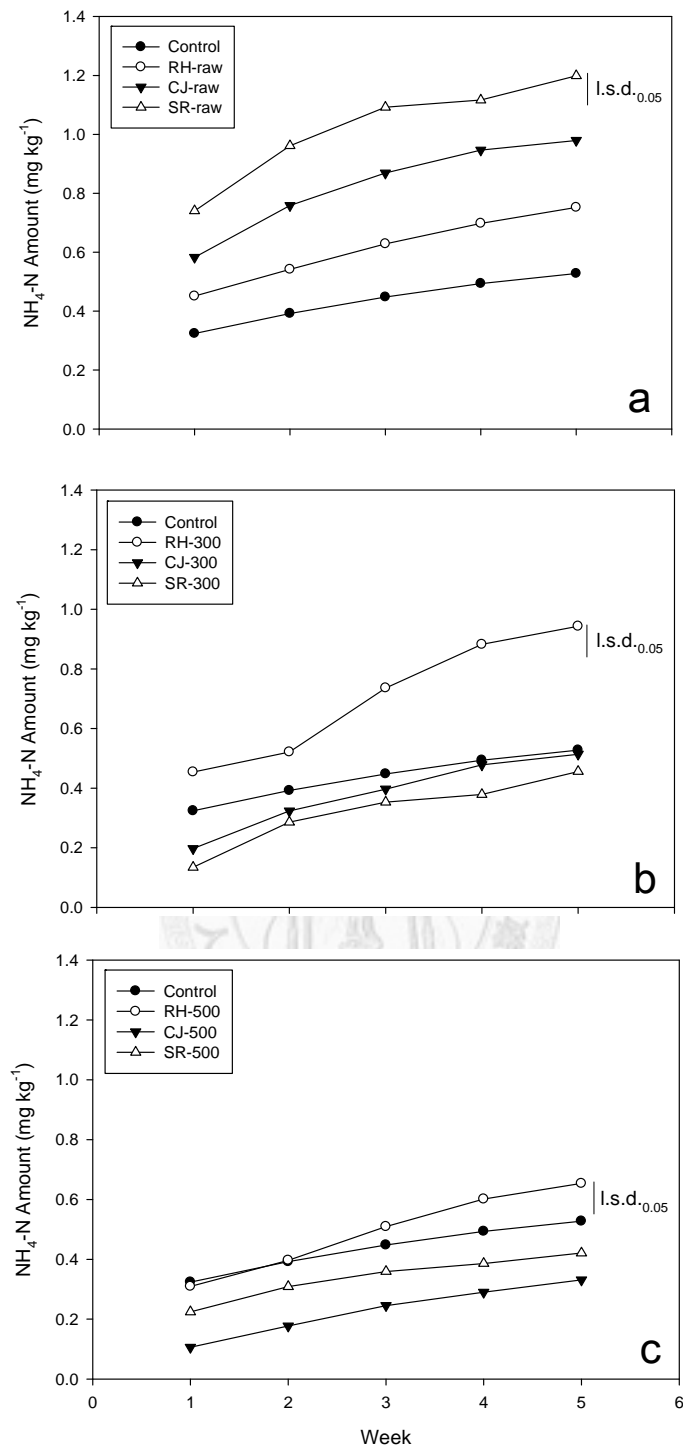 1.4
1.2
1.0
0.8
0.6
0.4
0.2
0.0
NH₄-N Amount (mg kg⁻¹)
Control
RH-raw
CJ-raw
SR-raw
l.s.d.₀.₀₅
a
1.4
1.2
1.0
0.8
0.6
0.4
0.2
0.0
NH₄-N Amount (mg kg⁻¹)
Control
RH-300
CJ-300
SR-300
l.s.d.₀.₀₅
b
1.4
1.2
1.0
0.8
0.6
0.4
0.2
0.0
NH₄-N Amount (mg kg⁻¹)
Control
RH-500
CJ-500
SR-500
l.s.d.₀.₀₅
c
0 1 2 3 4 5 6
Week